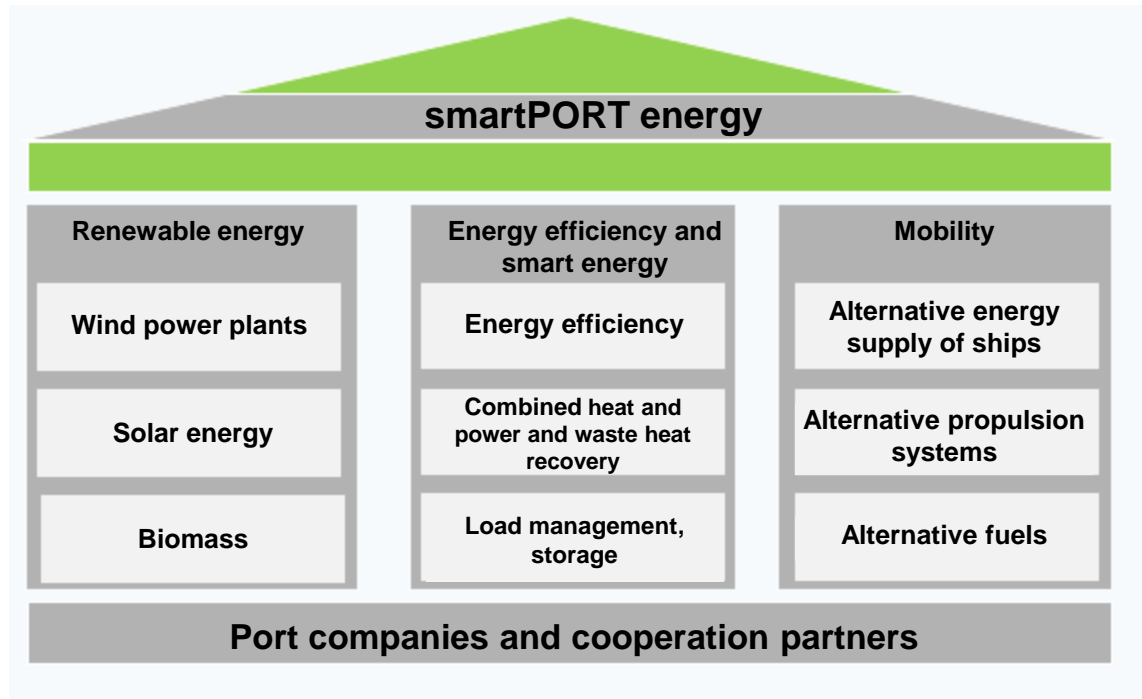 smartPORT energy
Renewable energy
Wind power plants
Solar energy
Biomass
Energy efficiency and
smart energy
Energy efficiency
Combined heat and
power and waste heat
recovery
Load management,
storage
Mobility
Alternative energy
supply of ships
Alternative propulsion
systems
Alternative fuels
Port companies and cooperation partners